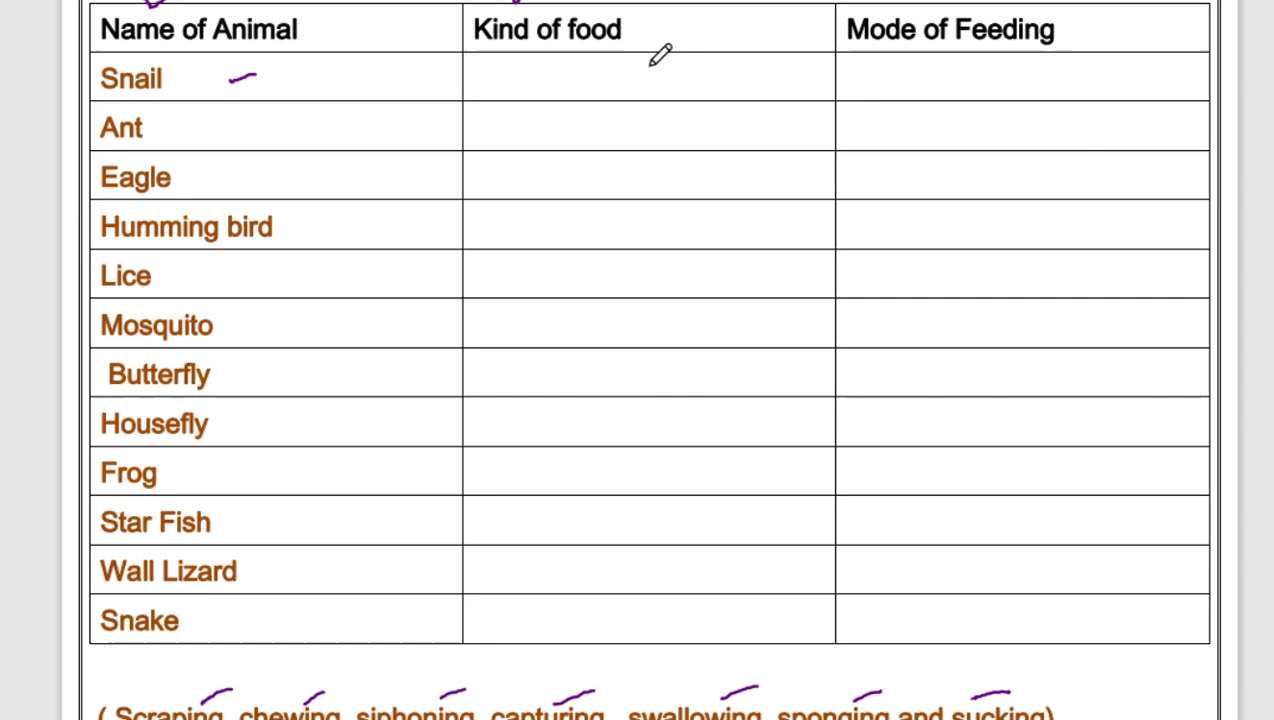 Name of Animal Kind of food Mode of Feeding
Snail
Ant
Eagle
Humming bird
Lice
Mosquito
Butterfly
Housefly
Frog
Star Fish
Wall Lizard
Snake
( Scraping, chewing, siphoning, capturing, swallowing, sponging and sucking)